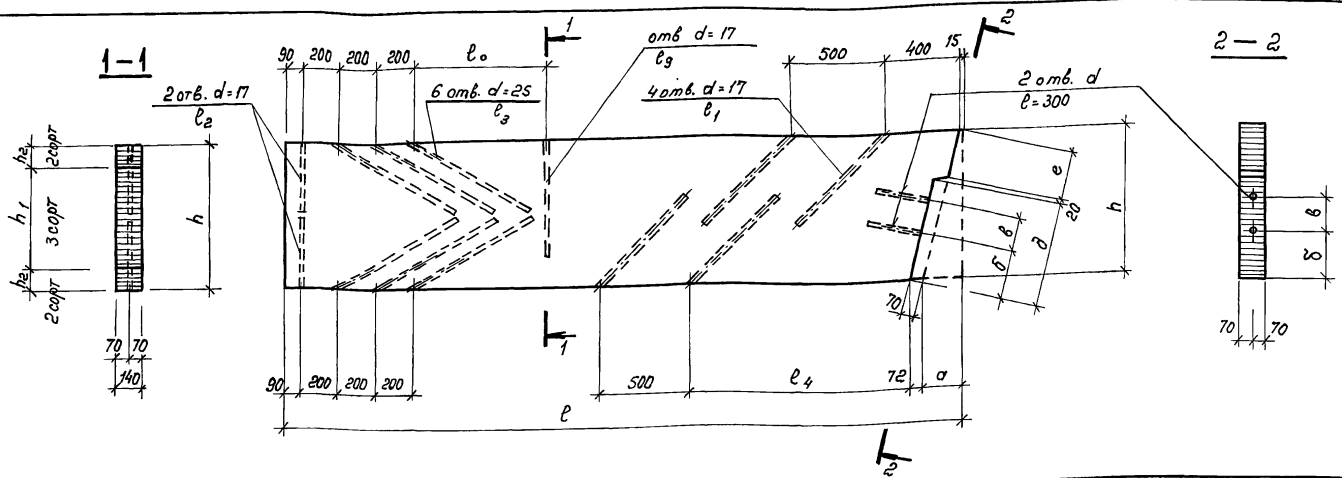 1-1
2 отв. d=17
l₂
90
200
200
200
l₀
1
6 отв. d=25
l₃
отв d=17
l₉
4 отв. d=17
l₁
500
400
15
2
2 отв. d
l=300
2-2
h₂
h₁
h₂
2 сорт
3 сорт
2 сорт
h
70
70
140
е
20
в
б
д
h
70
в
б
70
70
1
90
200
200
200
500
l₄
72
а
l
2